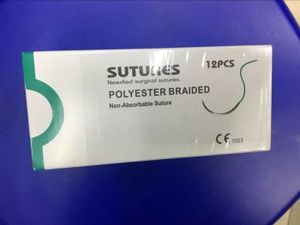 SUTURES
12PCS
Needled surgical sutures.
POLYESTER BRAIDED
Non-Absorbable Suture
CE 1023